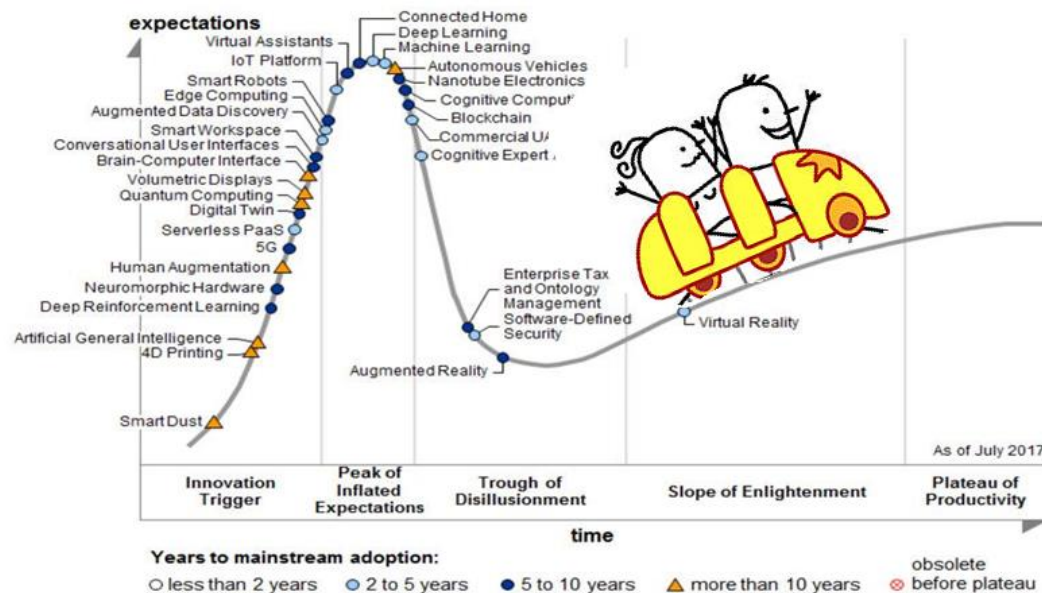 expectations
Connected Home
Deep Learning
Virtual Assistants
Machine Learning
IoT Platform
Autonomous Vehicles
Smart Robots
Nanotube Electronics
Edge Computing
Cognitive
Augmented Data Discovery
Blockchain
Smart Workspace
Commercial
Conversational User Interfaces
Cognitive Expert
Brain-Computer Interface
Volumetric Displays
Quantum Computing
Digital Twin
Serverless PaaS
5G
Human Augmentation
Neuromorphic Hardware
Deep Reinforcement Learning
Artificial General Intelligence
4D Printing
Smart Dust
Enterprise Tax
and Ontology
Management
Software-Defined
Security
Augmented Reality
Virtual Reality
As of July 2017
Innovation
Trigger
Peak of
Inflated
Expectations
Trough of
Disillusionment
Slope of Enlightenment
Plateau of
Productivity
time
Years to mainstream adoption:
less than 2 years
2 to 5 years
5 to 10 years
more than 10 years
obsolete
before plateau